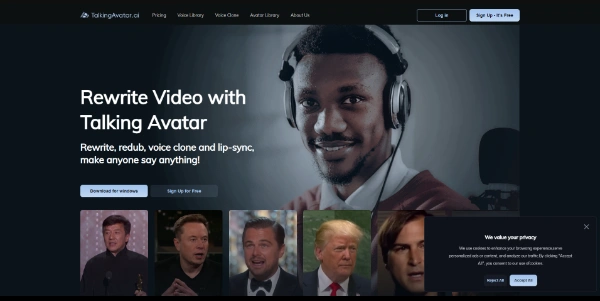 TalkingAvatar.ai
Pricing
Voice Library
Voice Clone
Avatar Library
About Us
Log in
Sign Up - It's Free
Rewrite Video with
Talking Avatar
Rewrite, redub, voice clone and lip-sync,
make anyone say anything!
Download for windows
Sign Up for Free
We value your privacy
We use cookies to enhance your browsing experience, serve
personalized ads or content, and analyze our traffic. By clicking "Accept
All", you consent to our use of cookies.
Reject All
Accept All